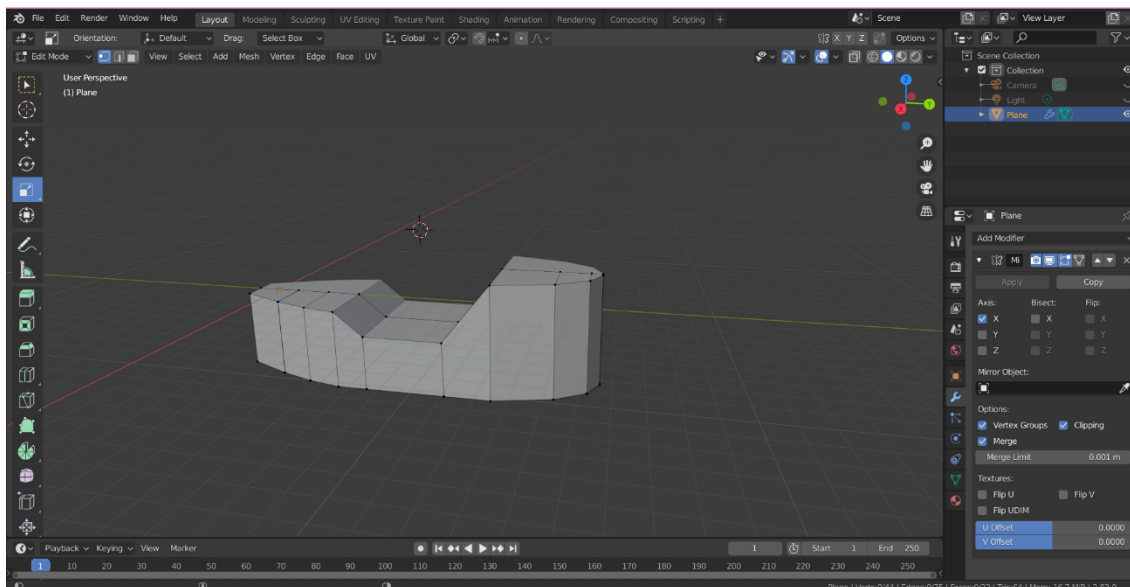 File Edit Render Window Help Layout Modeling Sculpting UV Editing Texture Paint Shading Animation Rendering Compositing Scripting + Scene View Layer
Orientation: Default Drag: Select Box Global X Y Z Options
Edit Mode View Select Add Mesh Vertex Edge Face UV
User Perspective
(1) Plane
X
Y
Z
Scene Collection
Collection
Camera
Light
Plane
Plane
Add Modifier
Mi
Apply Copy
Axis: Bisect: Flip:
X X X
Y Y Y
Z Z Z
Mirror Object:
Options:
Vertex Groups Clipping
Merge
Merge Limit 0.001 m
Textures:
Flip U Flip V
Flip UDIM
U Offset 0.0000
V Offset 0.0000
Playback Keying View Marker 1 Start 1 End 250
1 10 20 30 40 50 60 70 80 90 100 110 120 130 140 150 160 170 180 190 200 210 220 230 240 250